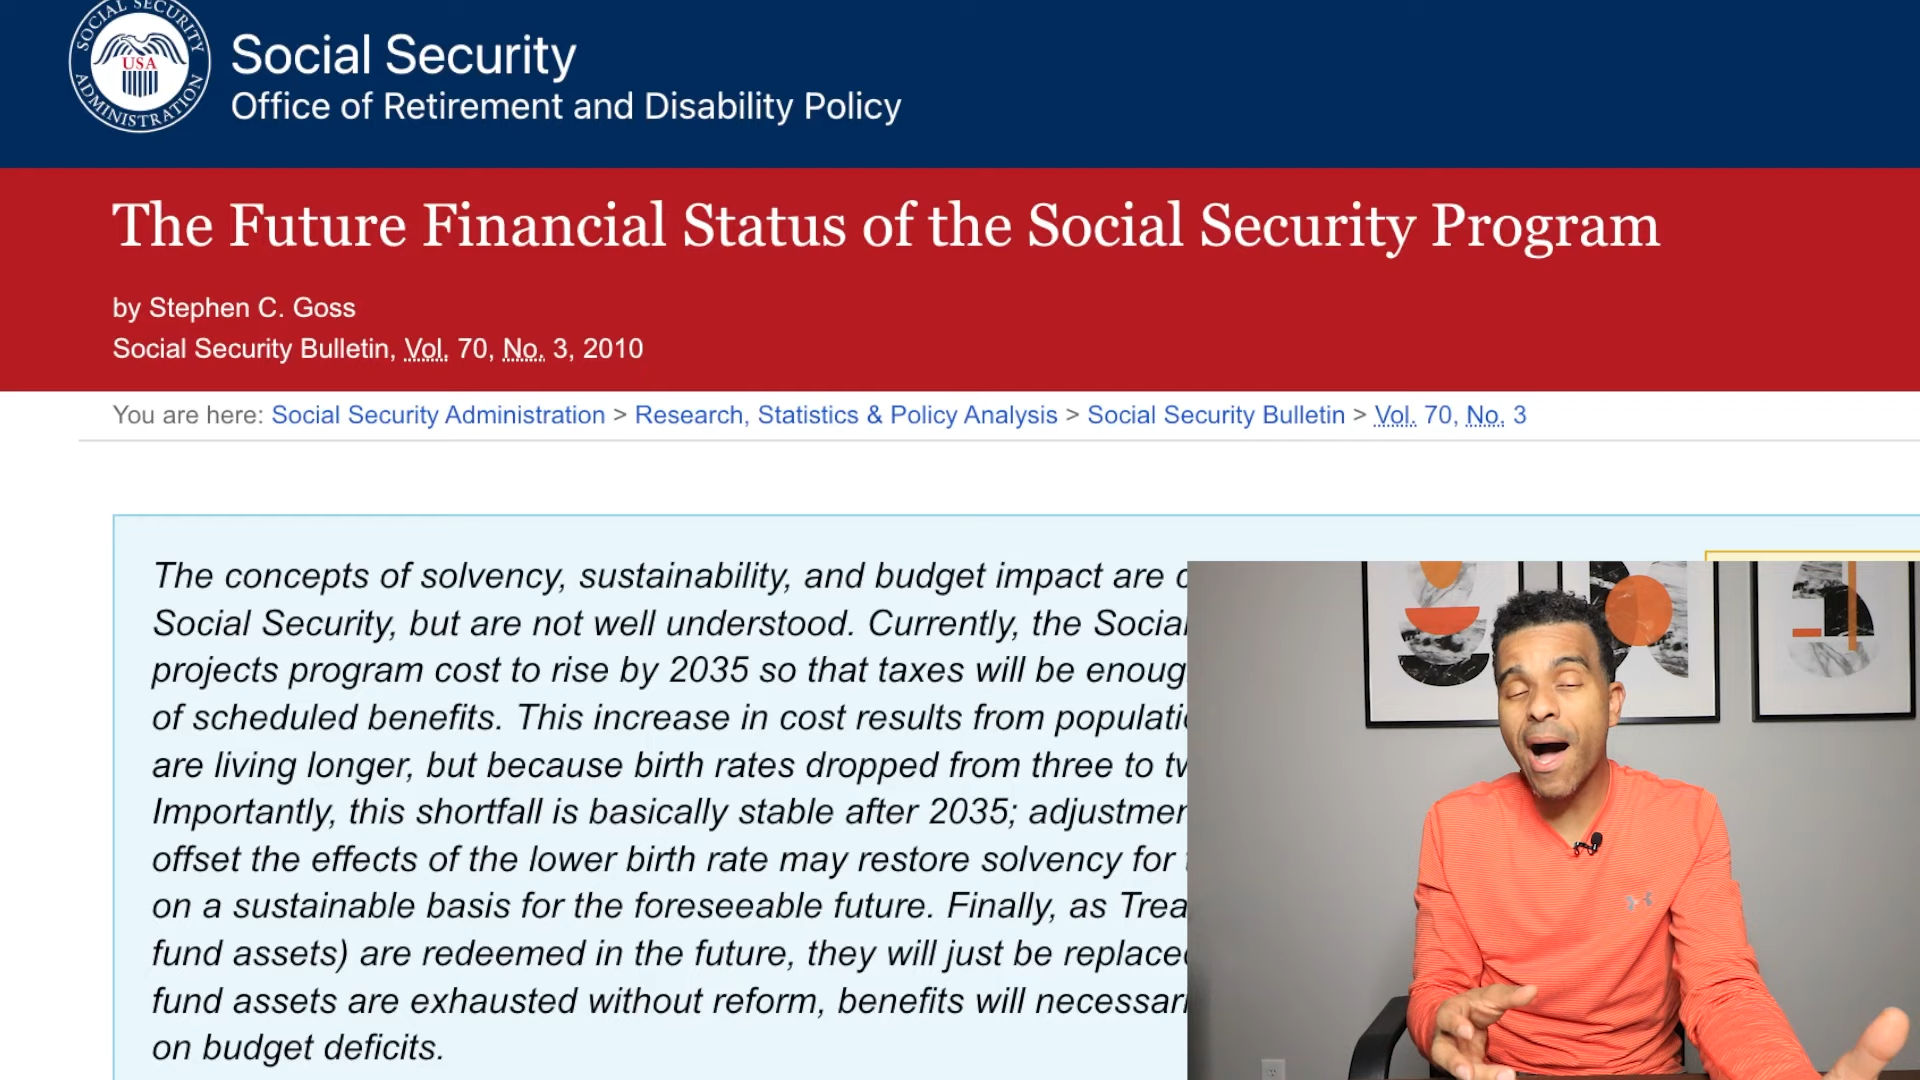 SOCIAL SECURITY
USA
ADMINISTRATION
Social Security
Office of Retirement and Disability Policy
The Future Financial Status of the Social Security Program
by Stephen C. Goss
Social Security Bulletin, Vol. 70, No. 3, 2010
You are here: Social Security Administration > Research, Statistics & Policy Analysis > Social Security Bulletin > Vol. 70, No. 3
The concepts of solvency, sustainability, and budget impact are
Social Security, but are not well understood. Currently, the
projects program cost to rise by 2035 so that taxes will be
of scheduled benefits. This increase in cost results from
are living longer, but because birth rates dropped from three to
Importantly, this shortfall is basically stable after 2035;
offset the effects of the lower birth rate may restore solvency for
on a sustainable basis for the foreseeable future. Finally, as
fund assets) are redeemed in the future, they will just be
fund assets are exhausted without reform, benefits will
on budget deficits.